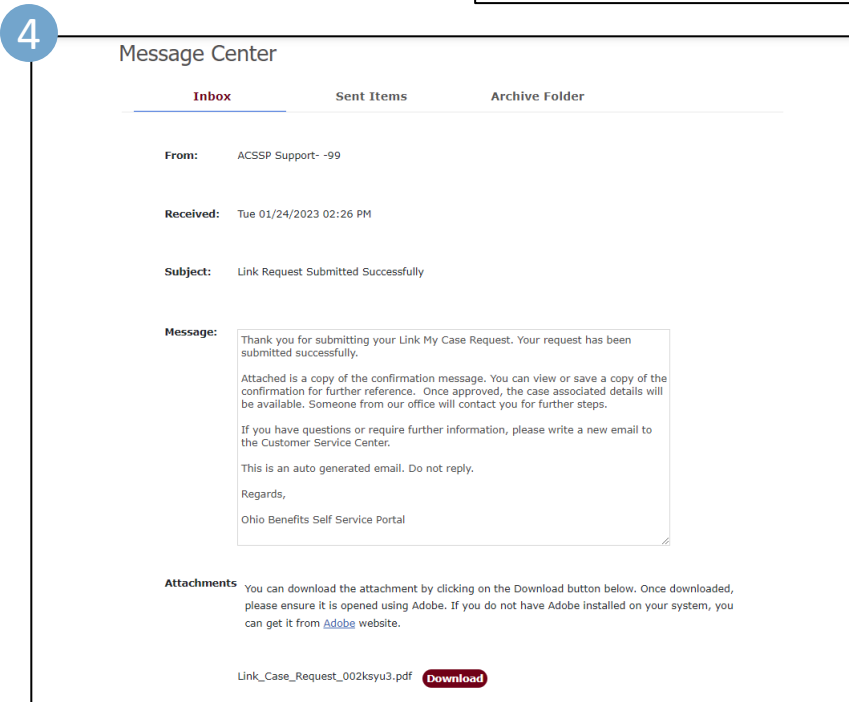 4
Message Center
Inbox Sent Items Archive Folder
From: ACSSP Support- -99
Received: Tue 01/24/2023 02:26 PM
Subject: Link Request Submitted Successfully
Message:
Thank you for submitting your Link My Case Request. Your request has been
submitted successfully.
Attached is a copy of the confirmation message. You can view or save a copy of the
confirmation for further reference.  Once approved, the case associated details will
be available. Someone from our office will contact you for further steps.
If you have questions or require further information, please write a new email to
the Customer Service Center.
This is an auto generated email. Do not reply.
Regards,
Ohio Benefits Self Service Portal
Attachments You can download the attachment by clicking on the Download button below. Once downloaded,
please ensure it is opened using Adobe. If you do not have Adobe installed on your system, you
can get it from Adobe website.
Link_Case_Request_002ksyu3.pdf Download